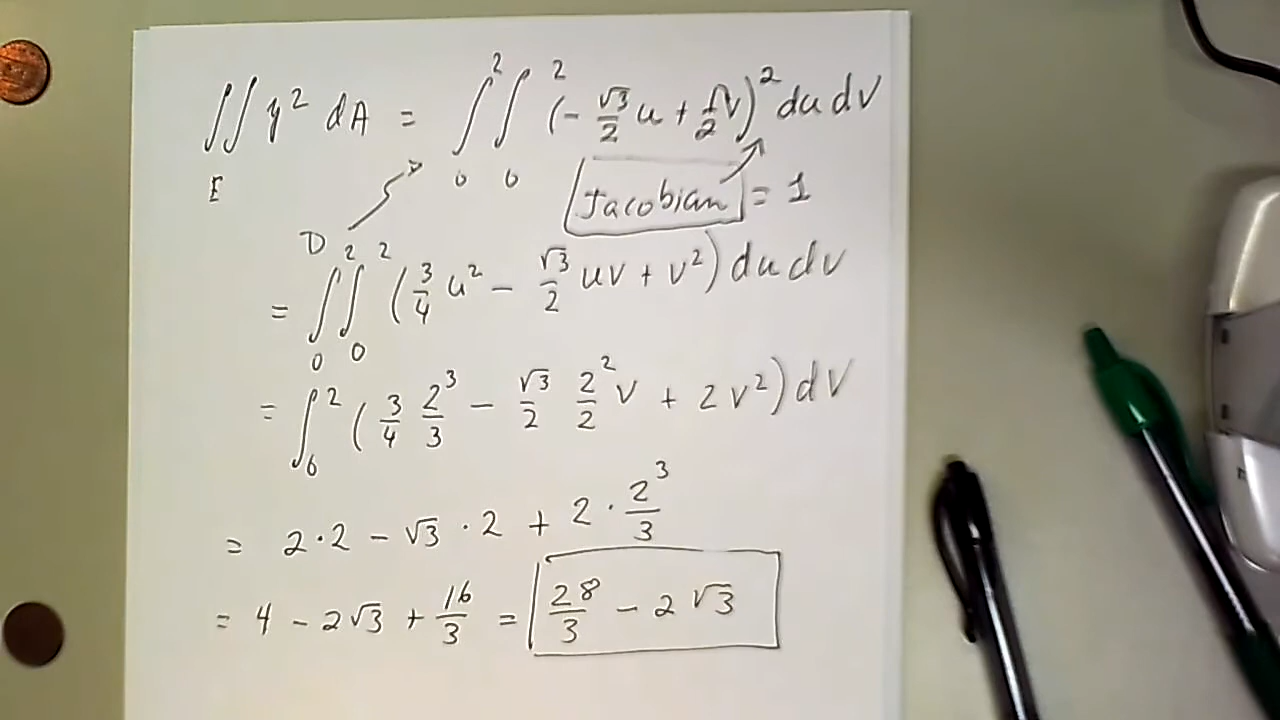 ∬_E y² dA = ∫₀² ∫₀² (- √3/2 u + 1/2 V)² du dV
D
Jacobian = 1
= ∫₀² ∫₀² (3/4 u² - √3/2 uv + v²) du dv
= ∫₀² (3/4 2³/3 - √3/2 2²/2 v + 2v²) dV
= 2·2 - √3 · 2 + 2 · 2³/3
= 4 - 2√3 + 16/3 = 28/3 - 2√3